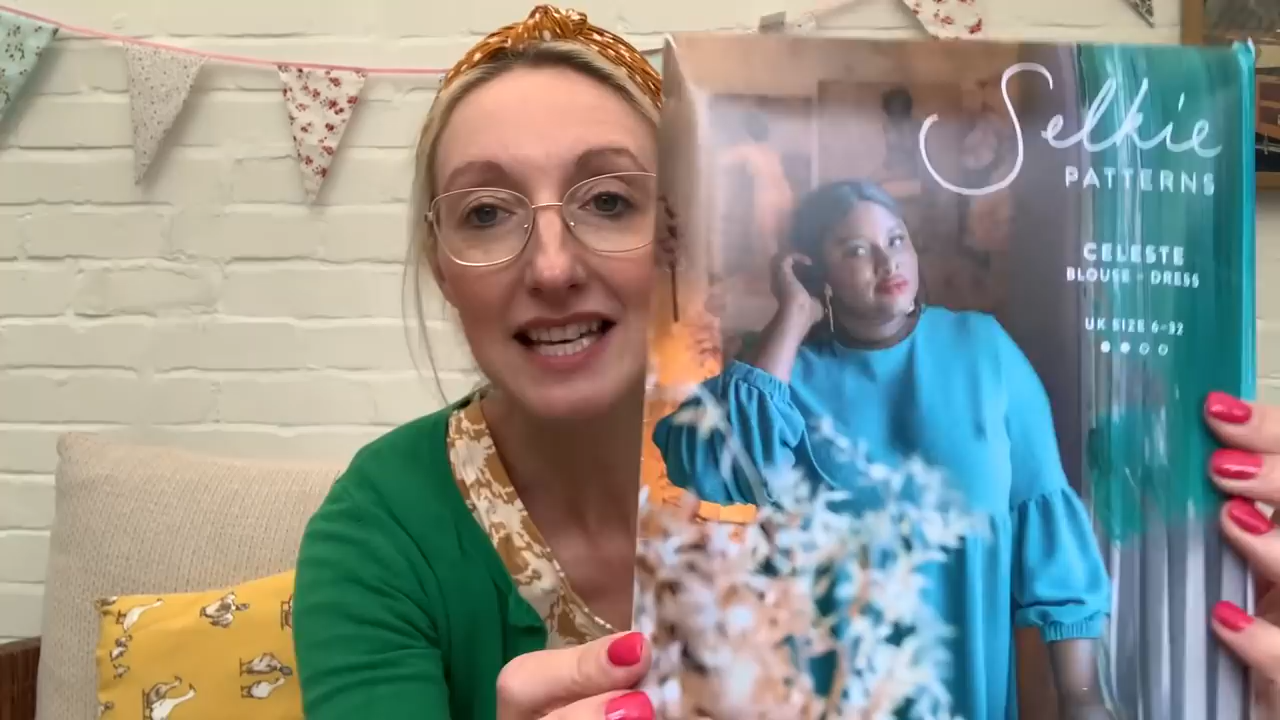 Selkie
PATTERNS
CELESTE
BLOUSE - DRESS
UK SIZE 6-32